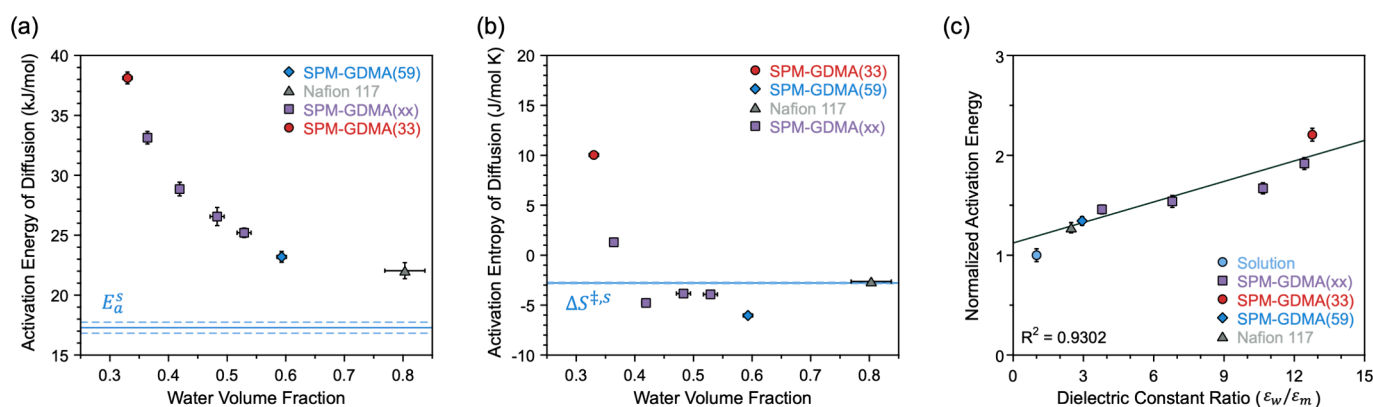 (a)
Activation Energy of Diffusion (kJ/mol)
40
35
30
25
20
15
SPM-GDMA(59)
Nafion 117
SPM-GDMA(xx)
SPM-GDMA(33)
E_a^s
0.3 0.4 0.5 0.6 0.7 0.8
Water Volume Fraction
(b)
Activation Entropy of Diffusion (J/mol K)
20
15
10
5
0
-5
-10
SPM-GDMA(33)
SPM-GDMA(59)
Nafion 117
SPM-GDMA(xx)
ΔS^‡,s
0.3 0.4 0.5 0.6 0.7 0.8
Water Volume Fraction
(c)
Normalized Activation Energy
3
2
1
0
Solution
SPM-GDMA(xx)
SPM-GDMA(33)
SPM-GDMA(59)
Nafion 117
R² = 0.9302
0 3 6 9 12 15
Dielectric Constant Ratio (ε_w/ε_m)